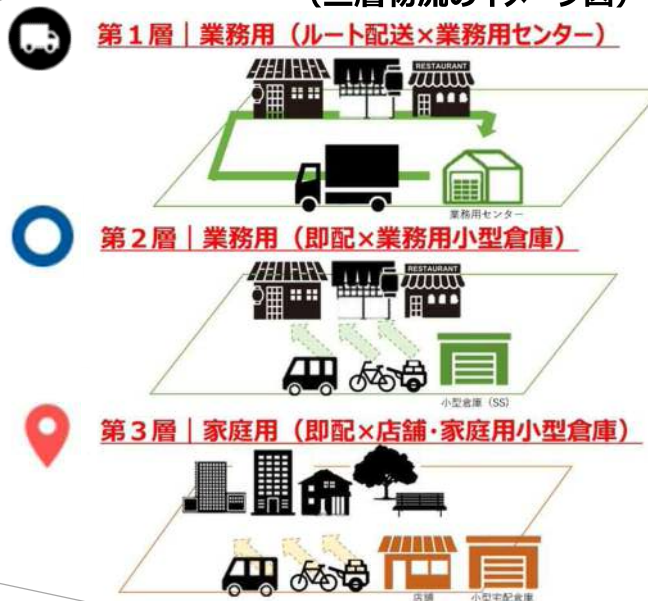 (三層物流のイメージ図)
第1層｜業務用（ルート配送×業務用センター）
RESTAURANT
業務用センター
第2層｜業務用（即配×業務用小型倉庫）
RESTAURANT
小型倉庫（SS）
第3層｜家庭用（即配×店舗・家庭用小型倉庫）
店舗
小型宅配倉庫